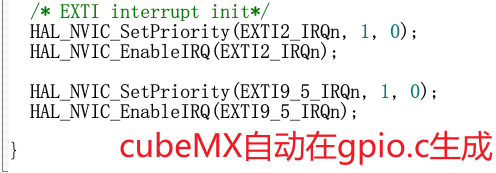 /* EXTI interrupt init*/
HAL_NVIC_SetPriority(EXTI2_IRQn, 1, 0);
HAL_NVIC_EnableIRQ(EXTI2_IRQn);
HAL_NVIC_SetPriority(EXTI9_5_IRQn, 1, 0);
HAL_NVIC_EnableIRQ(EXTI9_5_IRQn);
}
cubeMX自动在gpio.c生成